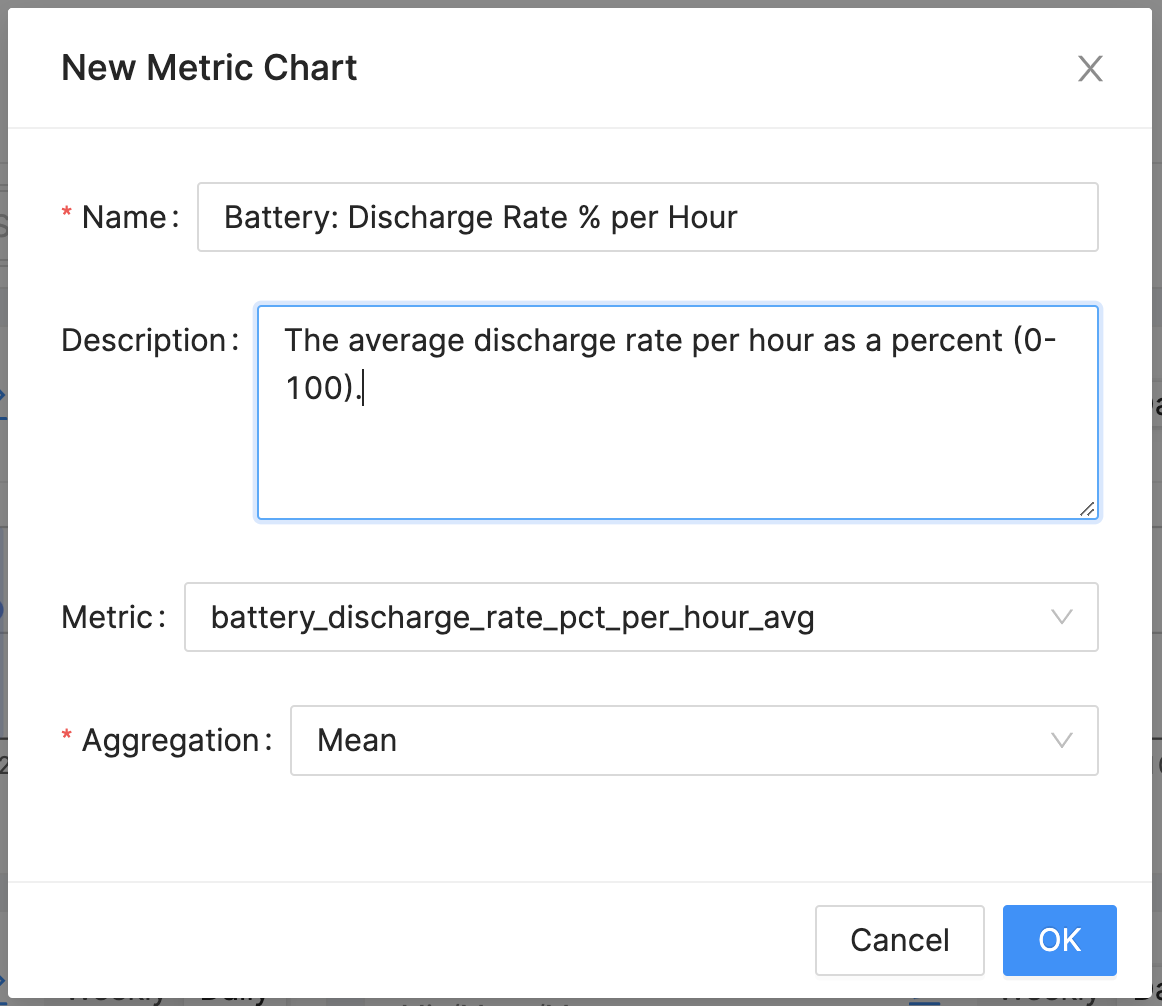 New Metric Chart
* Name: Battery: Discharge Rate % per Hour
Description: The average discharge rate per hour as a percent (0-
100).
Metric: battery_discharge_rate_pct_per_hour_avg
* Aggregation: Mean
Cancel OK